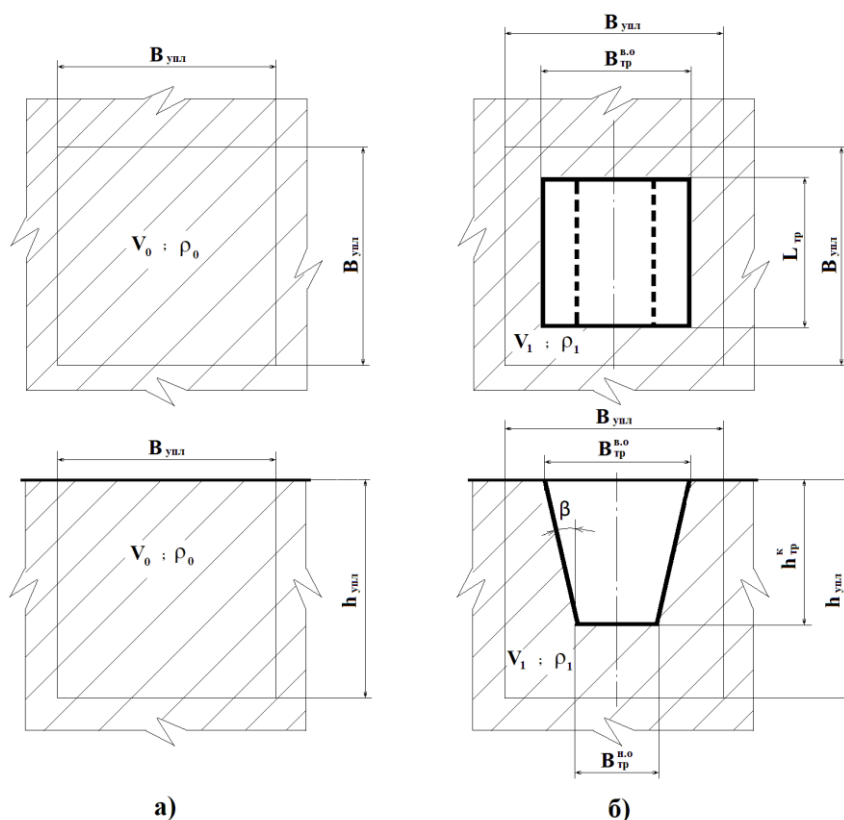 B упл
B упл
V₀ ; ρ₀
B упл
B тр в.о
L тр
B упл
V₁ ; ρ₁
B упл
V₀ ; ρ₀
h упл
B упл
B тр в.о
β
h тр к
h упл
V₁ ; ρ₁
B тр н.о
а)
б)